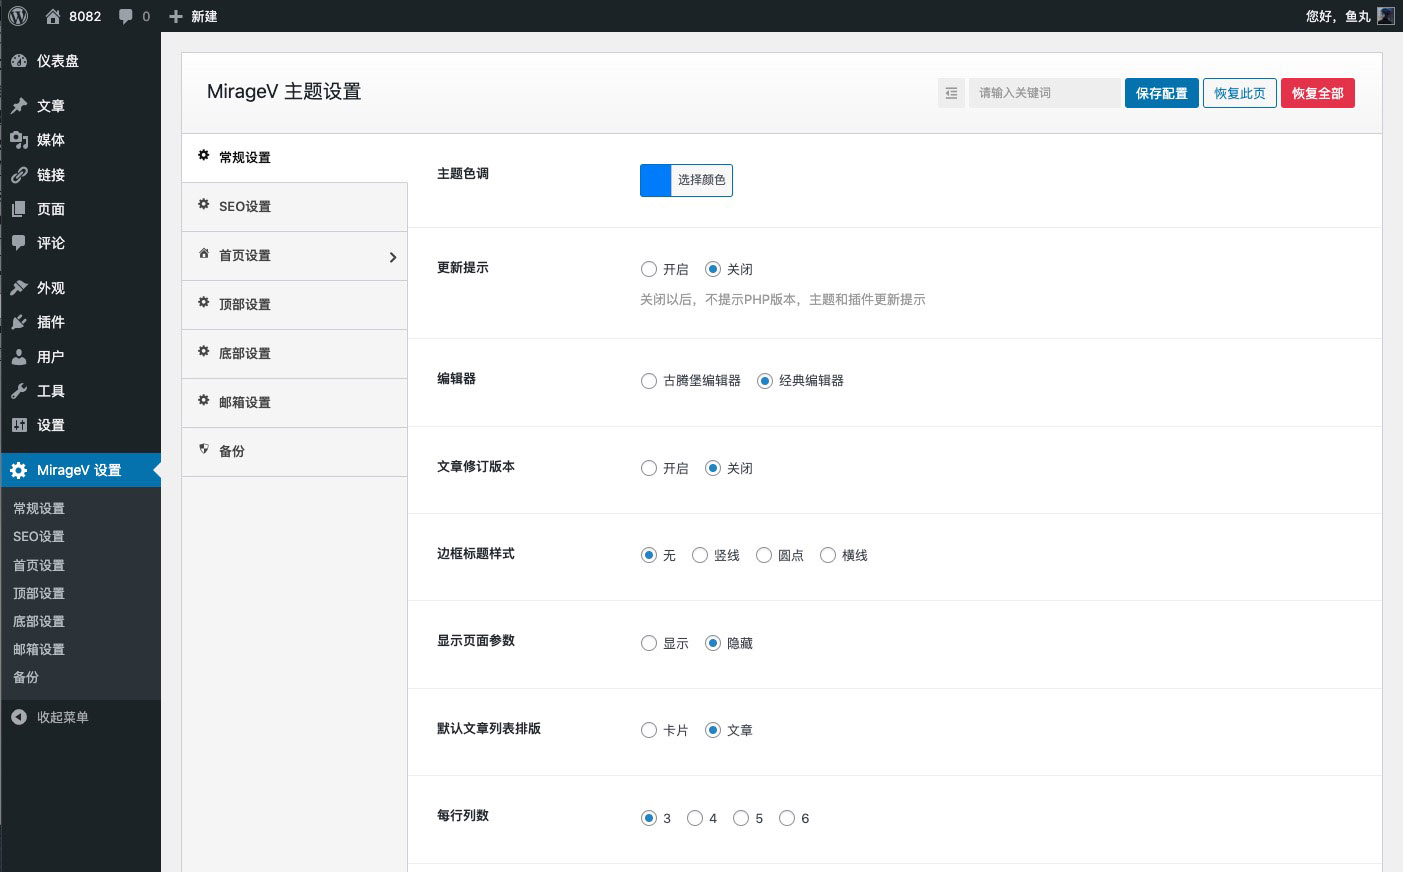 8082 0 新建 您好，鱼丸
仪表盘
文章
媒体
链接
页面
评论
外观
插件
用户
工具
设置
MirageV 设置
常规设置
SEO设置
首页设置
顶部设置
底部设置
邮箱设置
备份
收起菜单
MirageV 主题设置
请输入关键词 保存配置 恢复此页 恢复全部
常规设置
SEO设置
首页设置
顶部设置
底部设置
邮箱设置
备份
主题色调 选择颜色
更新提示 开启 关闭
关闭以后，不提示PHP版本，主题和插件更新提示
编辑器 古腾堡编辑器 经典编辑器
文章修订版本 开启 关闭
边框标题样式 无 竖线 圆点 横线
显示页面参数 显示 隐藏
默认文章列表排版 卡片 文章
每行列数 3 4 5 6